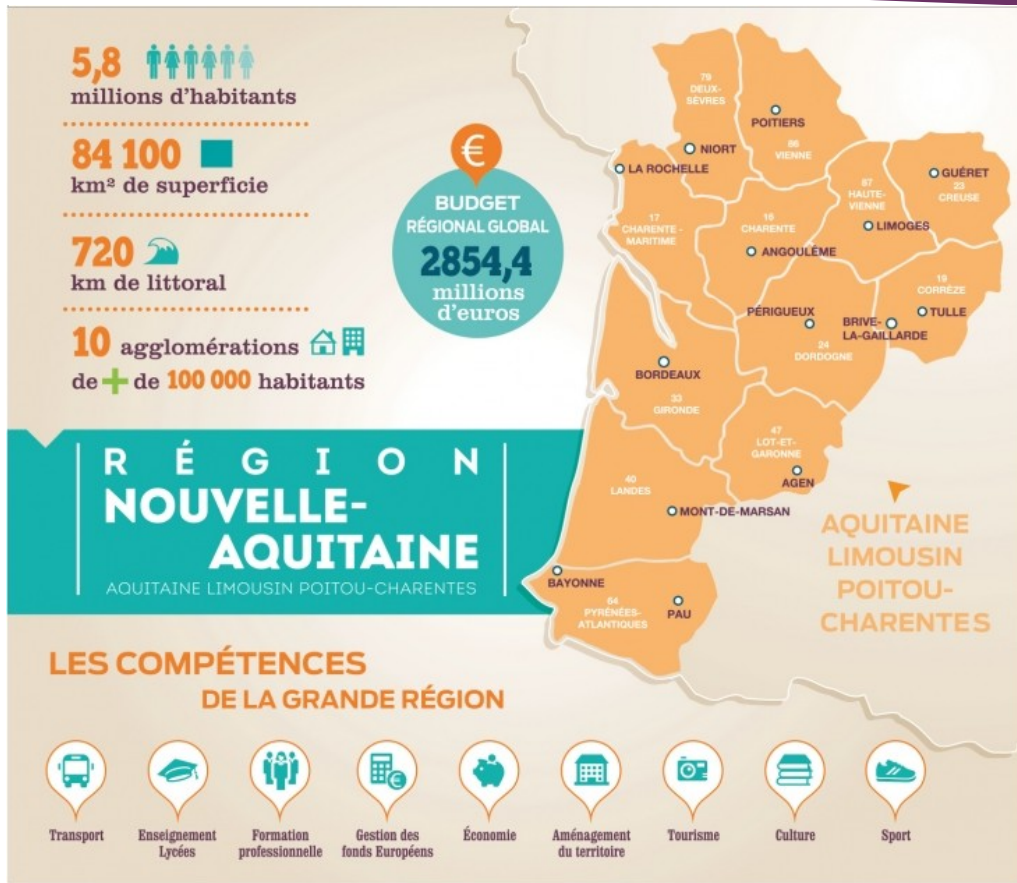 5,8
millions d'habitants
84 100
km² de superficie
720
km de littoral
10 agglomérations
de + de 100 000 habitants
€
BUDGET
RÉGIONAL GLOBAL
2854,4
millions
d'euros
79
DEUX-
SÈVRES
POITIERS
86
VIENNE
NIORT
LA ROCHELLE
17
CHARENTE-
MARITIME
16
CHARENTE
ANGOULÊME
87
HAUTE-
VIENNE
LIMOGES
GUÉRET
23
CREUSE
19
CORRÈZE
TULLE
BRIVE-
LA-GAILLARDE
PÉRIGUEUX
24
DORDOGNE
BORDEAUX
33
GIRONDE
47
LOT-ET-
GARONNE
AGEN
40
LANDES
MONT-DE-MARSAN
BAYONNE
64
PYRÉNÉES-
ATLANTIQUES
PAU
AQUITAINE
LIMOUSIN
POITOU-
CHARENTES
RÉGION
NOUVELLE-
AQUITAINE
AQUITAINE LIMOUSIN POITOU-CHARENTES
LES COMPÉTENCES
DE LA GRANDE RÉGION
Transport
Enseignement
Lycées
Formation
professionnelle
Gestion des
fonds Européens
Économie
Aménagement
du territoire
Tourisme
Culture
Sport